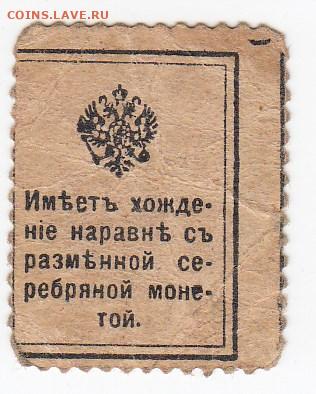 COINS.LAVE.RU
Имѣетъ хожде-
ніе наравнѣ съ
размѣнной се-
ребряной моне-
той.